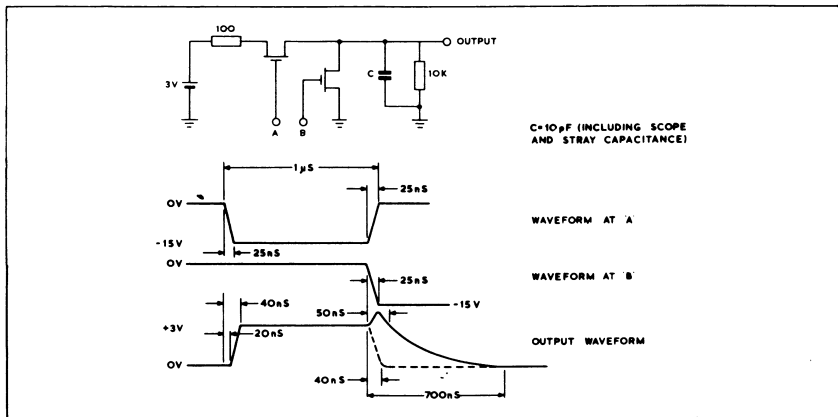 100
OUTPUT
3V
C
10K
A
B
C=10pF (INCLUDING SCOPE
AND STRAY CAPACITANCE)
1μS
25nS
0V
WAVEFORM AT 'A'
-15V
25nS
0V
25nS
WAVEFORM AT 'B'
-15V
40nS
50nS
+3V
20nS
OUTPUT WAVEFORM
0V
40nS
700nS